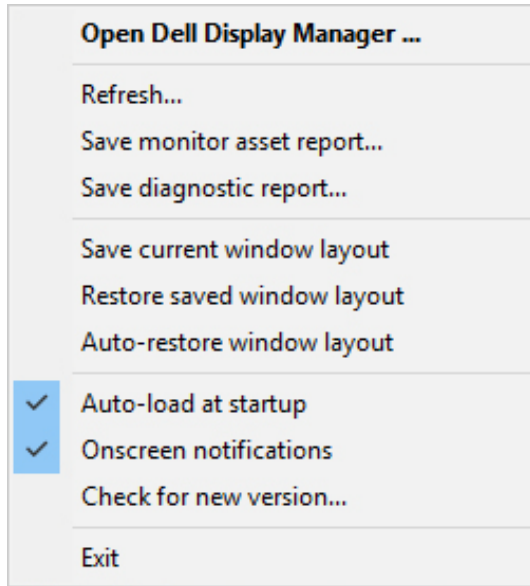 Open Dell Display Manager ...
Refresh...
Save monitor asset report...
Save diagnostic report...
Save current window layout
Restore saved window layout
Auto-restore window layout
Auto-load at startup
Onscreen notifications
Check for new version...
Exit